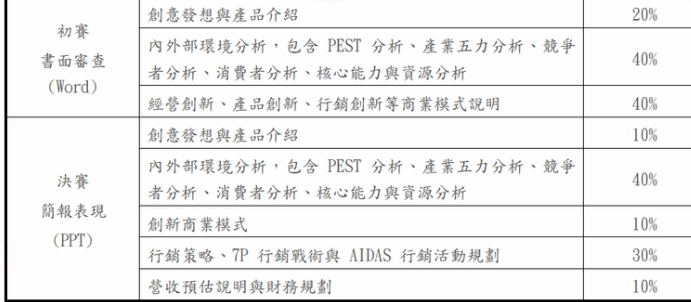 初賽
書面審查
(Word)
創意發想與產品介紹 20%
內外部環境分析，包含 PEST 分析、產業五力分析、競爭
者分析、消費者分析、核心能力與資源分析 40%
經營創新、產品創新、行銷創新等商業模式說明 40%
決賽
簡報表現
(PPT)
創意發想與產品介紹 10%
內外部環境分析，包含 PEST 分析、產業五力分析、競爭
者分析、消費者分析、核心能力與資源分析 40%
創新商業模式 10%
行銷策略、7P 行銷戰術與 AIDAS 行銷活動規劃 30%
營收預估說明與財務規劃 10%